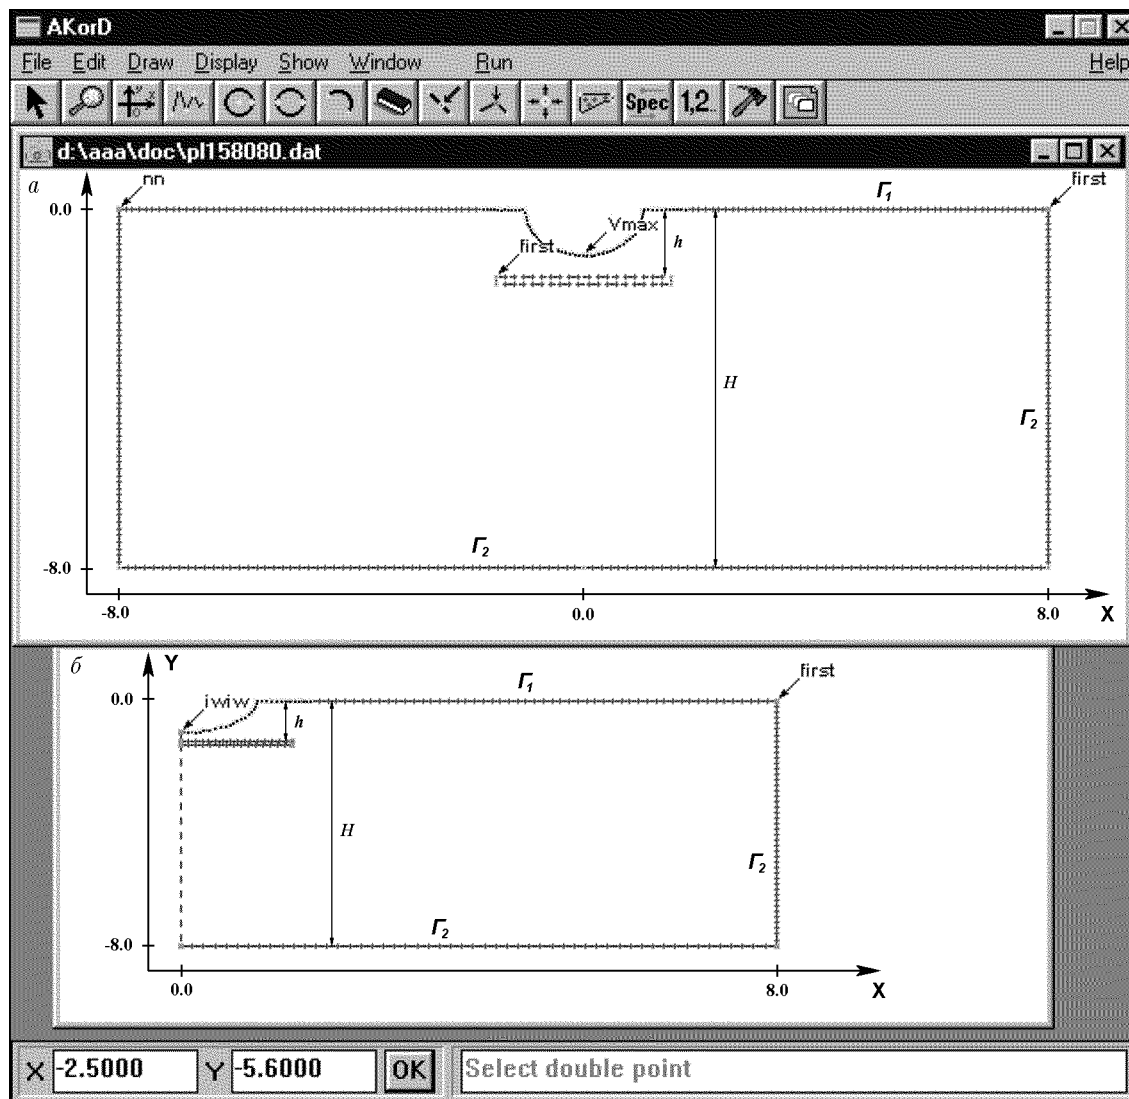 AKorD
File Edit Draw Display Show Window Run Help
Spec 1,2..
d:\aaa\doc\pl158080.dat
а
nn
Γ1
first
0.0
Vmax
first
h
H
Γ2
Γ2
-8.0
-8.0 0.0 8.0 X
б
Y
first
Γ1
0.0
iwiw
h
H
Γ2
Γ2
-8.0
0.0 8.0 X
X -2.5000 Y -5.6000 OK Select double point